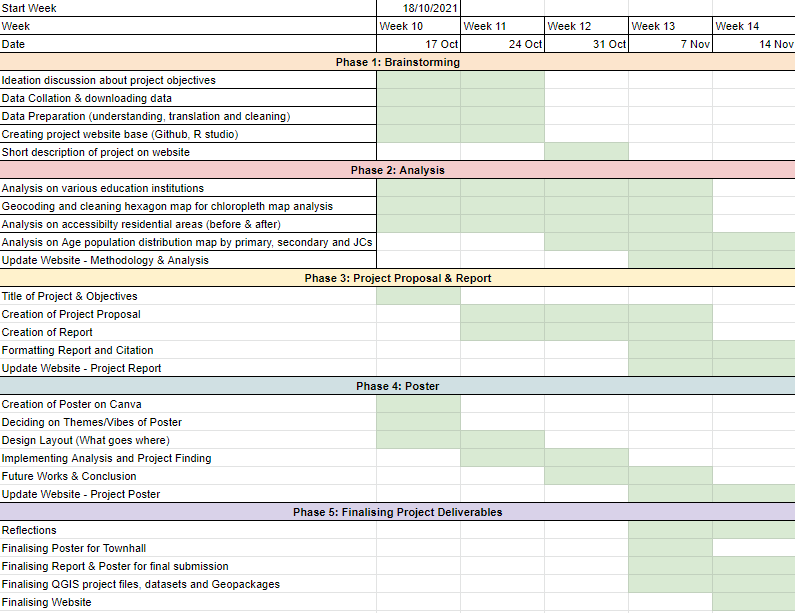 Start Week 18/10/2021
Week Week 10 Week 11 Week 12 Week 13 Week 14
Date 17 Oct 24 Oct 31 Oct 7 Nov 14 Nov
Phase 1: Brainstorming
Ideation discussion about project objectives
Data Collation & downloading data
Data Preparation (understanding, translation and cleaning)
Creating project website base (Github, R studio)
Short description of project on website
Phase 2: Analysis
Analysis on various education institutions
Geocoding and cleaning hexagon map for chloropleth map analysis
Analysis on accessibilty residential areas (before & after)
Analysis on Age population distribution map by primary, secondary and JCs
Update Website - Methodology & Analysis
Phase 3: Project Proposal & Report
Title of Project & Objectives
Creation of Project Proposal
Creation of Report
Formatting Report and Citation
Update Website - Project Report
Phase 4: Poster
Creation of Poster on Canva
Deciding on Themes/Vibes of Poster
Design Layout (What goes where)
Implementing Analysis and Project Finding
Future Works & Conclusion
Update Website - Project Poster
Phase 5: Finalising Project Deliverables
Reflections
Finalising Poster for Townhall
Finalising Report & Poster for final submission
Finalising QGIS project files, datasets and Geopackages
Finalising Website